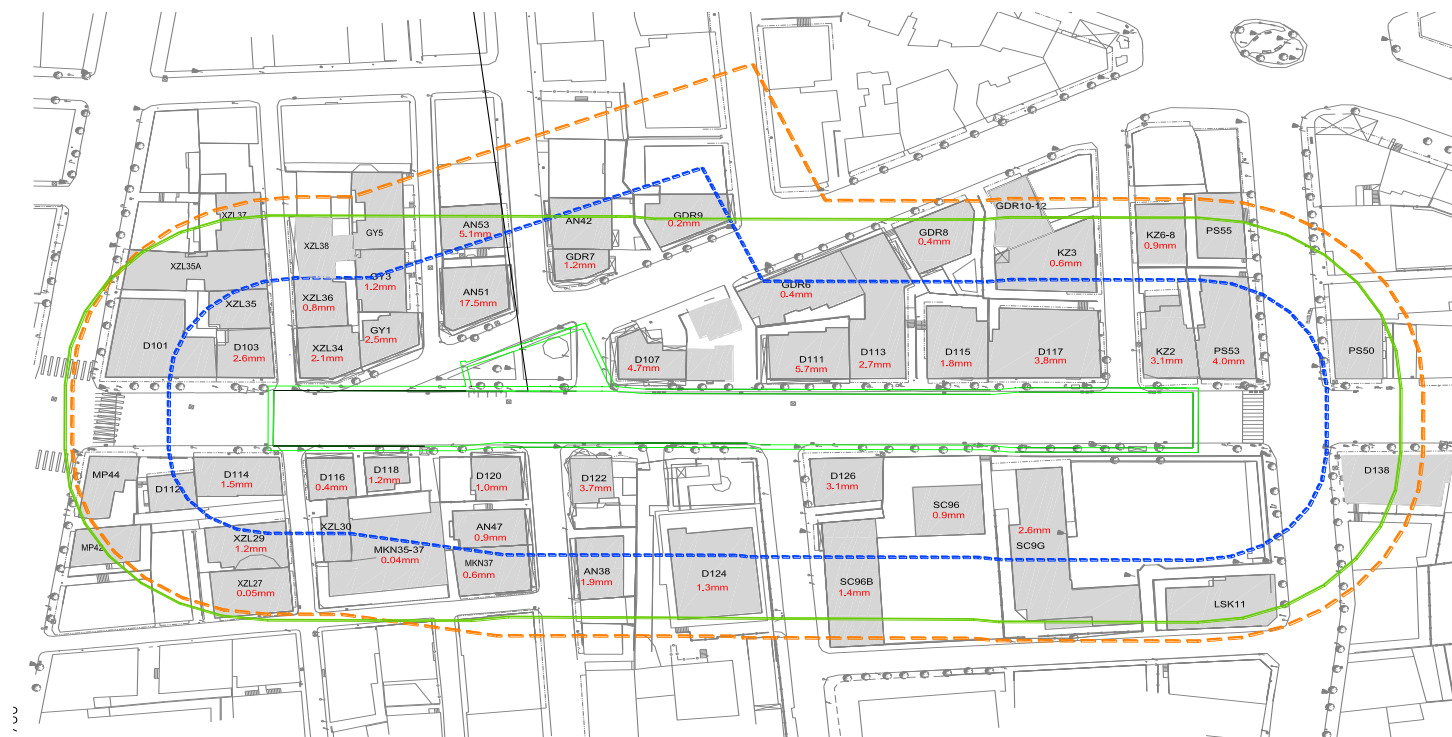 XZL37
XZL38
GY5
AN53
5.1mm
AN42
GDR9
0.2mm
GDR8
0.4mm
GDR10-12
KZ6-8
0.9mm
PS55
XZL35A
GY3
1.2mm
AN51
17.5mm
GDR7
1.2mm
GDR6
0.4mm
KZ3
0.6mm
XZL35
XZL36
0.8mm
D101
D103
2.6mm
XZL34
2.1mm
GY1
2.5mm
D107
4.7mm
D111
5.7mm
D113
2.7mm
D115
1.8mm
D117
3.8mm
KZ2
3.1mm
PS53
4.0mm
PS50
MP44
D112
D114
1.5mm
D116
0.4mm
D118
1.2mm
D120
1.0mm
D122
3.7mm
D126
3.1mm
SC96
0.9mm
D138
MP42
XZL29
1.2mm
XZL30
MKN35-37
0.04mm
AN47
0.9mm
2.6mm
SC9G
XZL27
0.05mm
MKN37
0.6mm
AN38
1.9mm
D124
1.3mm
SC96B
1.4mm
LSK11